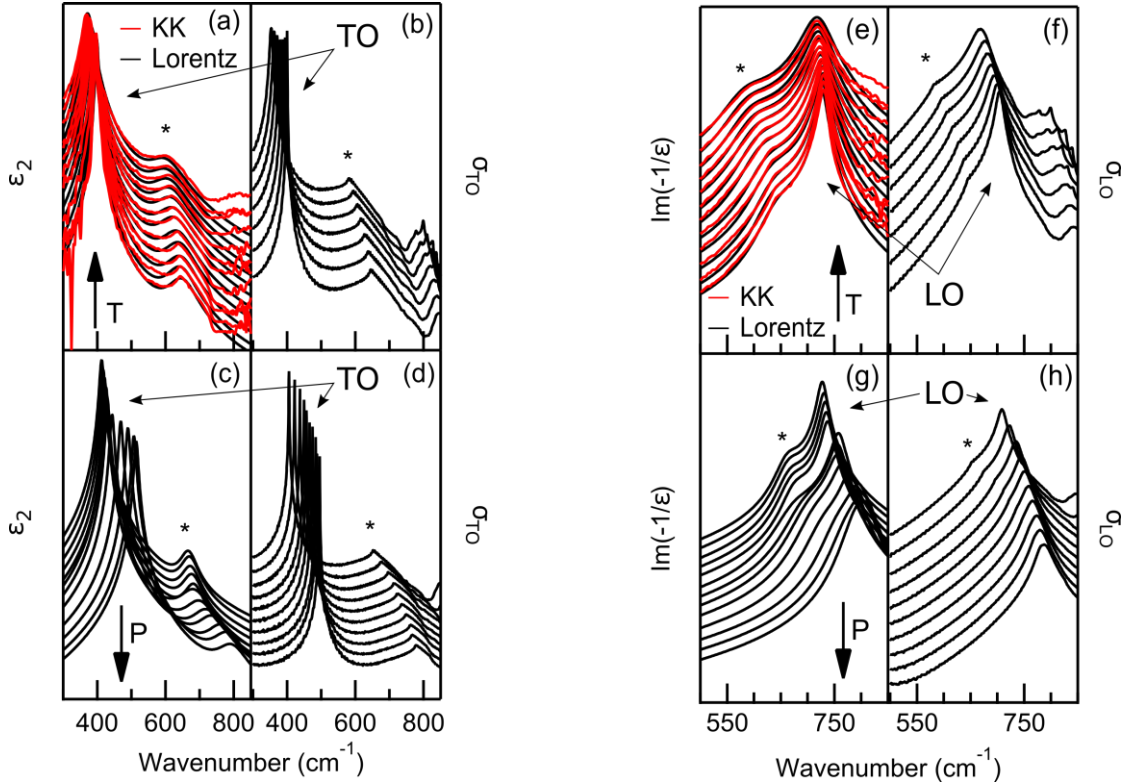 (a)
KK
Lorentz
TO
(b)
*
*
T
ε2
σTO
(c)
TO
(d)
*
*
P
ε2
σTO
400 600 800
400 600 800
Wavenumber (cm-1)
(e)
(f)
*
*
Im(-1/ε)
σLO
LO
KK
Lorentz
T
(g)
LO
(h)
*
*
Im(-1/ε)
σLO
P
550 750
550 750
Wavenumber (cm-1)